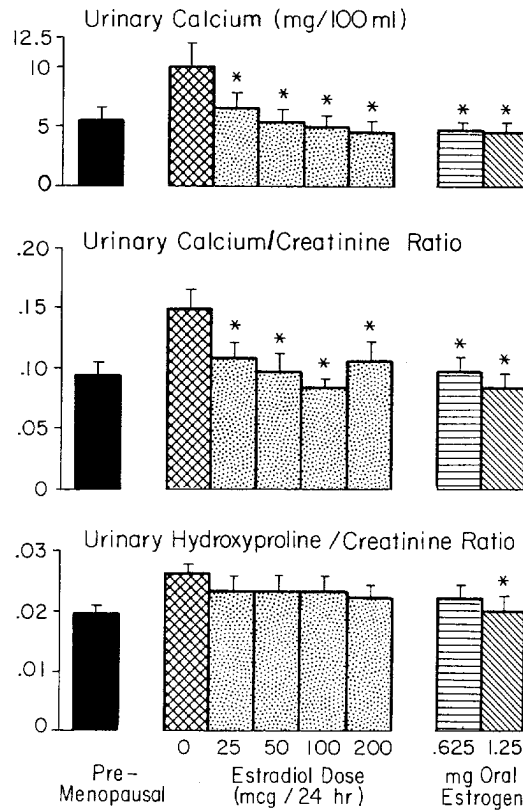 Urinary Calcium (mg/100 ml)
12.5
10
5
0
* * * * * *
Urinary Calcium/Creatinine Ratio
.20
.15
.10
.05
0
* * * * * *
Urinary Hydroxyproline/Creatinine Ratio
.03
.02
.01
0
*
0 25 50 100 200 .625 1.25
Pre- Estradiol Dose mg Oral
Menopausal (mcg/24 hr) Estrogen